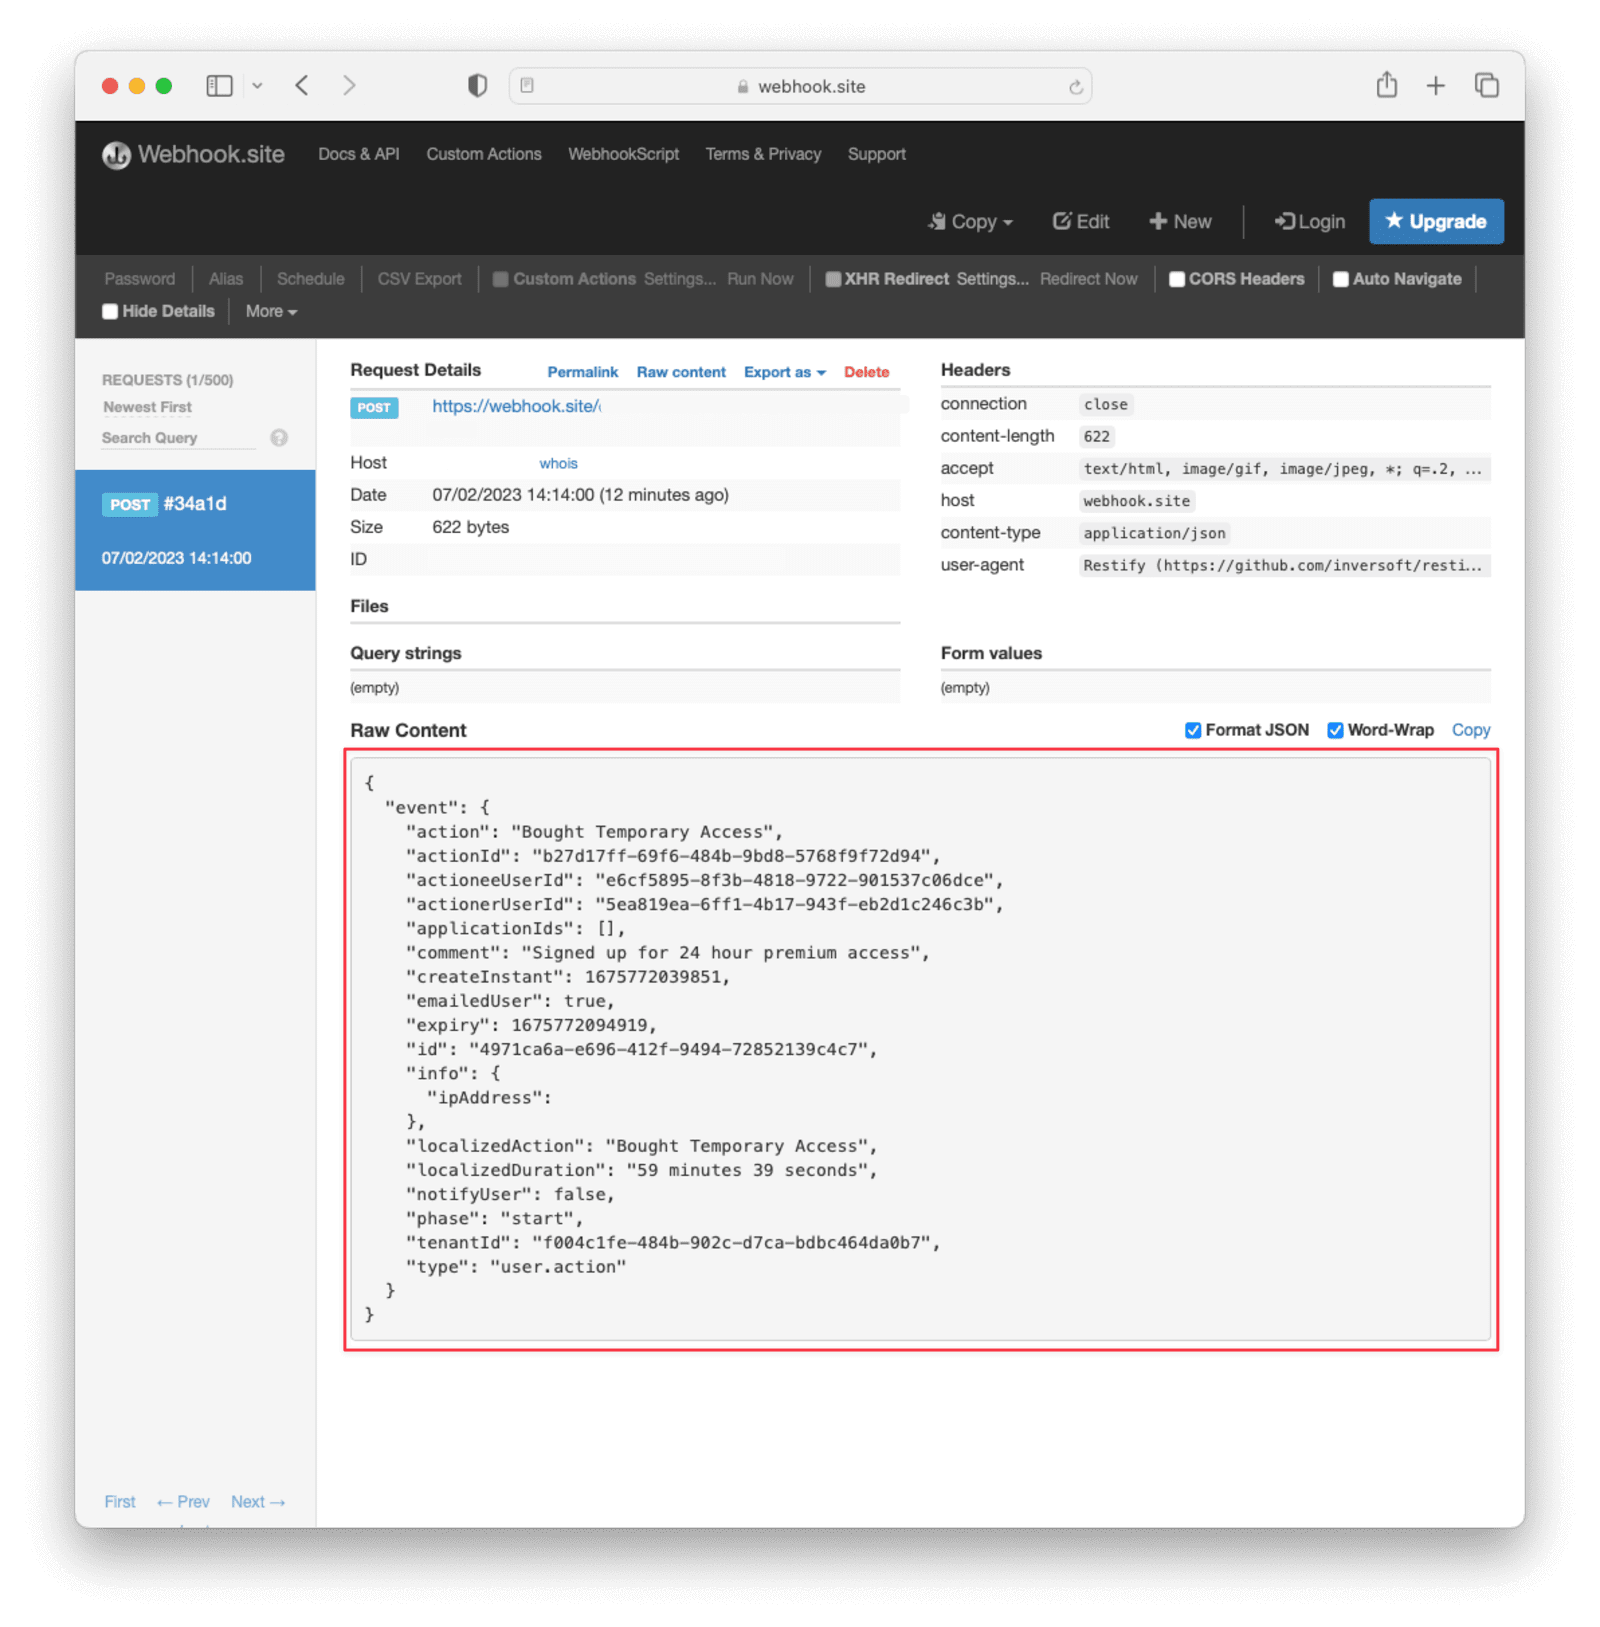 webhook.site
Webhook.site Docs & API Custom Actions WebhookScript Terms & Privacy Support
Copy Edit New Login Upgrade
Password Alias Schedule CSV Export Custom Actions Settings... Run Now XHR Redirect Settings... Redirect Now CORS Headers Auto Navigate
Hide Details More
REQUESTS (1/500)
Newest First
Search Query ?
POST #34a1d
07/02/2023 14:14:00
Request Details Permalink Raw content Export as Delete
POST https://webhook.site/
Host whois
Date 07/02/2023 14:14:00 (12 minutes ago)
Size 622 bytes
ID
Files
Headers
connection close
content-length 622
accept text/html, image/gif, image/jpeg, *; q=.2, ...
host webhook.site
content-type application/json
user-agent Restify (https://github.com/inversoft/resti...
Query strings
(empty)
Form values
(empty)
Raw Content Format JSON Word-Wrap Copy
{
"event": {
"action": "Bought Temporary Access",
"actionId": "b27d17ff-69f6-484b-9bd8-5768f9f72d94",
"actioneeUserId": "e6cf5895-8f3b-4818-9722-901537c06dce",
"actionerUserId": "5ea819ea-6ff1-4b17-943f-eb2d1c246c3b",
"applicationIds": [],
"comment": "Signed up for 24 hour premium access",
"createInstant": 1675772039851,
"emailedUser": true,
"expiry": 1675772094919,
"id": "4971ca6a-e696-412f-9494-72852139c4c7",
"info": {
"ipAddress":
},
"localizedAction": "Bought Temporary Access",
"localizedDuration": "59 minutes 39 seconds",
"notifyUser": false,
"phase": "start",
"tenantId": "f004c1fe-484b-902c-d7ca-bdbc464da0b7",
"type": "user.action"
}
}
First ← Prev Next →